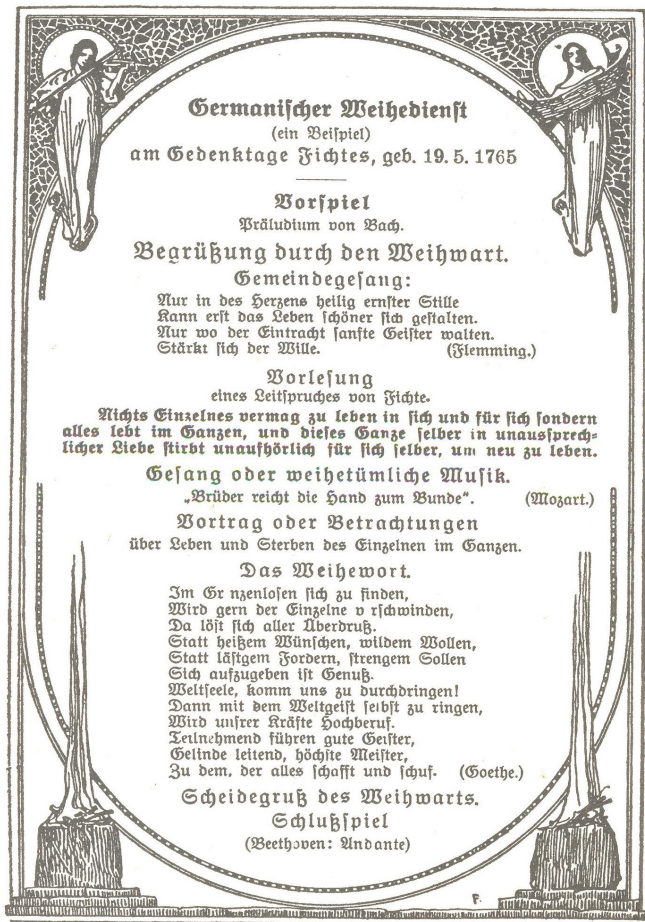 Germanischer Weihedienst
(ein Beispiel)
am Gedenktage Fichtes, geb. 19. 5. 1765
Vorspiel
Präludium von Bach.
Begrüßung durch den Weihwart.
Gemeindegesang:
Nur in des Herzens heilig ernster Stille
Kann erst das Leben schöner sich gestalten.
Nur wo der Eintracht sanfte Geister walten.
Stärkt sich der Wille. (Flemming.)
Vorlesung
eines Leitspruches von Fichte.
Nichts Einzelnes vermag zu leben in sich und für sich sondern
alles lebt im Ganzen, und dieses Ganze selber in unaussprech-
licher Liebe stirbt unaufhörlich für sich selber, um neu zu leben.
Gesang oder weihetümliche Musik.
„Brüder reicht die Hand zum Bunde“. (Mozart.)
Vortrag oder Betrachtungen
über Leben und Sterben des Einzelnen im Ganzen.
Das Weihewort.
Im Gr nzenlosen sich zu finden,
Wird gern der Einzelne v rschwinden,
Da löst sich aller Überdruß.
Statt heißem Wünschen, wildem Wollen,
Statt lästgem Fordern, strengem Sollen
Sich aufzugeben ist Genuß.
Weltseele, komm uns zu durchdringen!
Dann mit dem Weltgeist selbst zu ringen,
Wird unsrer Kräfte Hochberuf.
Teilnehmend führen gute Geister,
Gelinde leitend, höchste Meister,
Zu dem, der alles schafft und schuf. (Goethe.)
Scheidegruß des Weihwarts.
Schlußspiel
(Beethoven: Andante)
F.